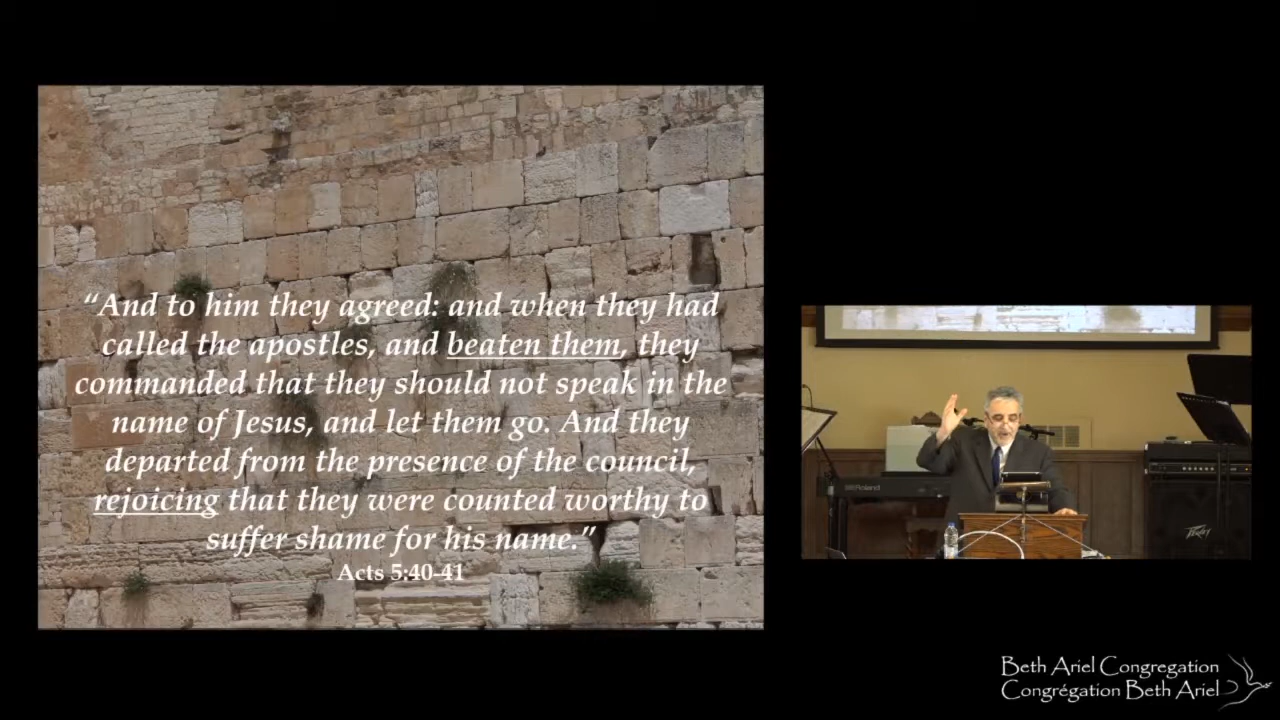 “And to him they agreed: and when they had
called the apostles, and beaten them, they
commanded that they should not speak in the
name of Jesus, and let them go. And they
departed from the presence of the council,
rejoicing that they were counted worthy to
suffer shame for his name.”
Acts 5:40-41
Roland
Peavey
Beth Ariel Congregation
Congrégation Beth Ariel